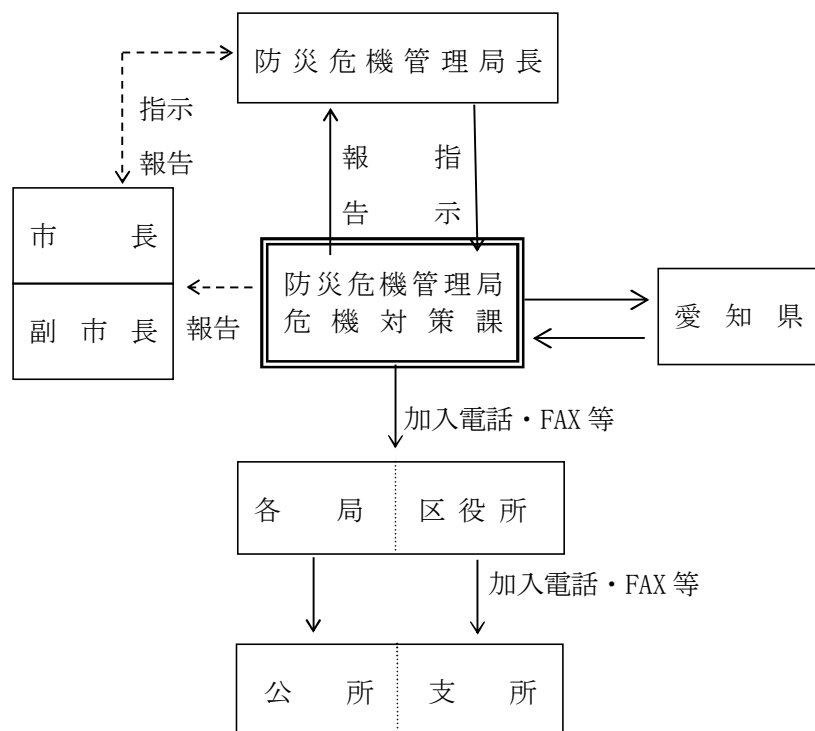 防災危機管理局長
指示
報告
報告
指示
市長
副市長
報告
防災危機管理局
危機対策課
愛知県
加入電話・FAX等
各局
区役所
加入電話・FAX等
公所
支所